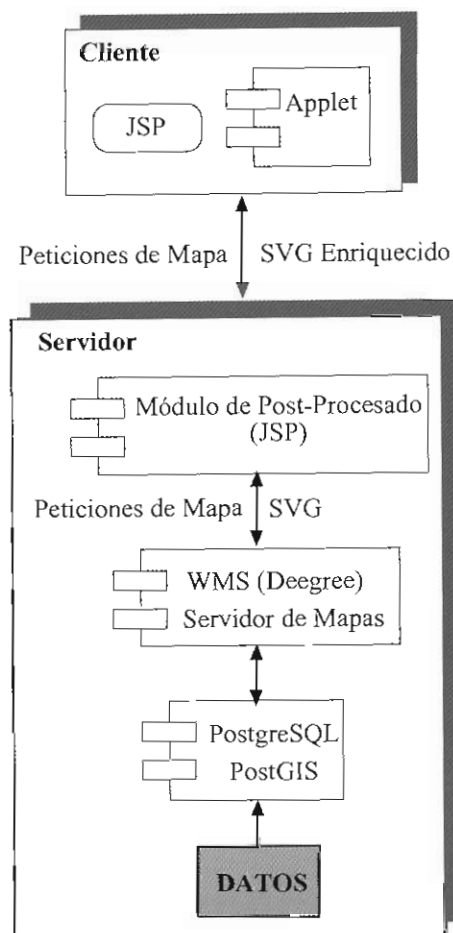 Cliente
JSP
Applet
Peticiones de Mapa
SVG Enriquecido
Servidor
Módulo de Post-Procesado
(JSP)
Peticiones de Mapa
SVG
WMS (Deegree)
Servidor de Mapas
PostgreSQL
PostGIS
DATOS